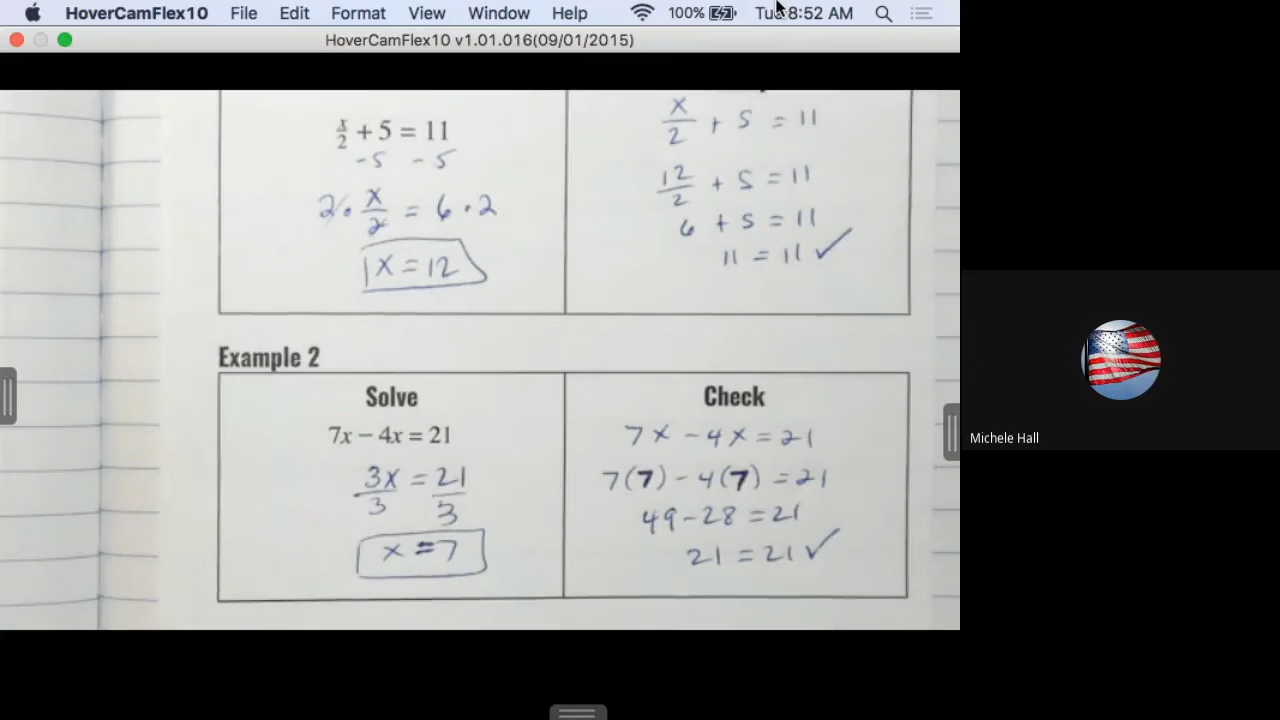 HoverCamFlex10 File Edit Format View Window Help 100% Tue 8:52 AM
HoverCamFlex10 v1.01.016(09/01/2015)
x/2 + 5 = 11
-5 -5
2 · x/2 = 6 · 2
1x = 12
x/2 + 5 = 11
12/2 + 5 = 11
6 + 5 = 11
11 = 11 ✓
Example 2
Solve
7x − 4x = 21
3x/3 = 21/3
x = 7
Check
7x - 4x = 21
7(7) - 4(7) = 21
49 - 28 = 21
21 = 21 ✓
Michele Hall